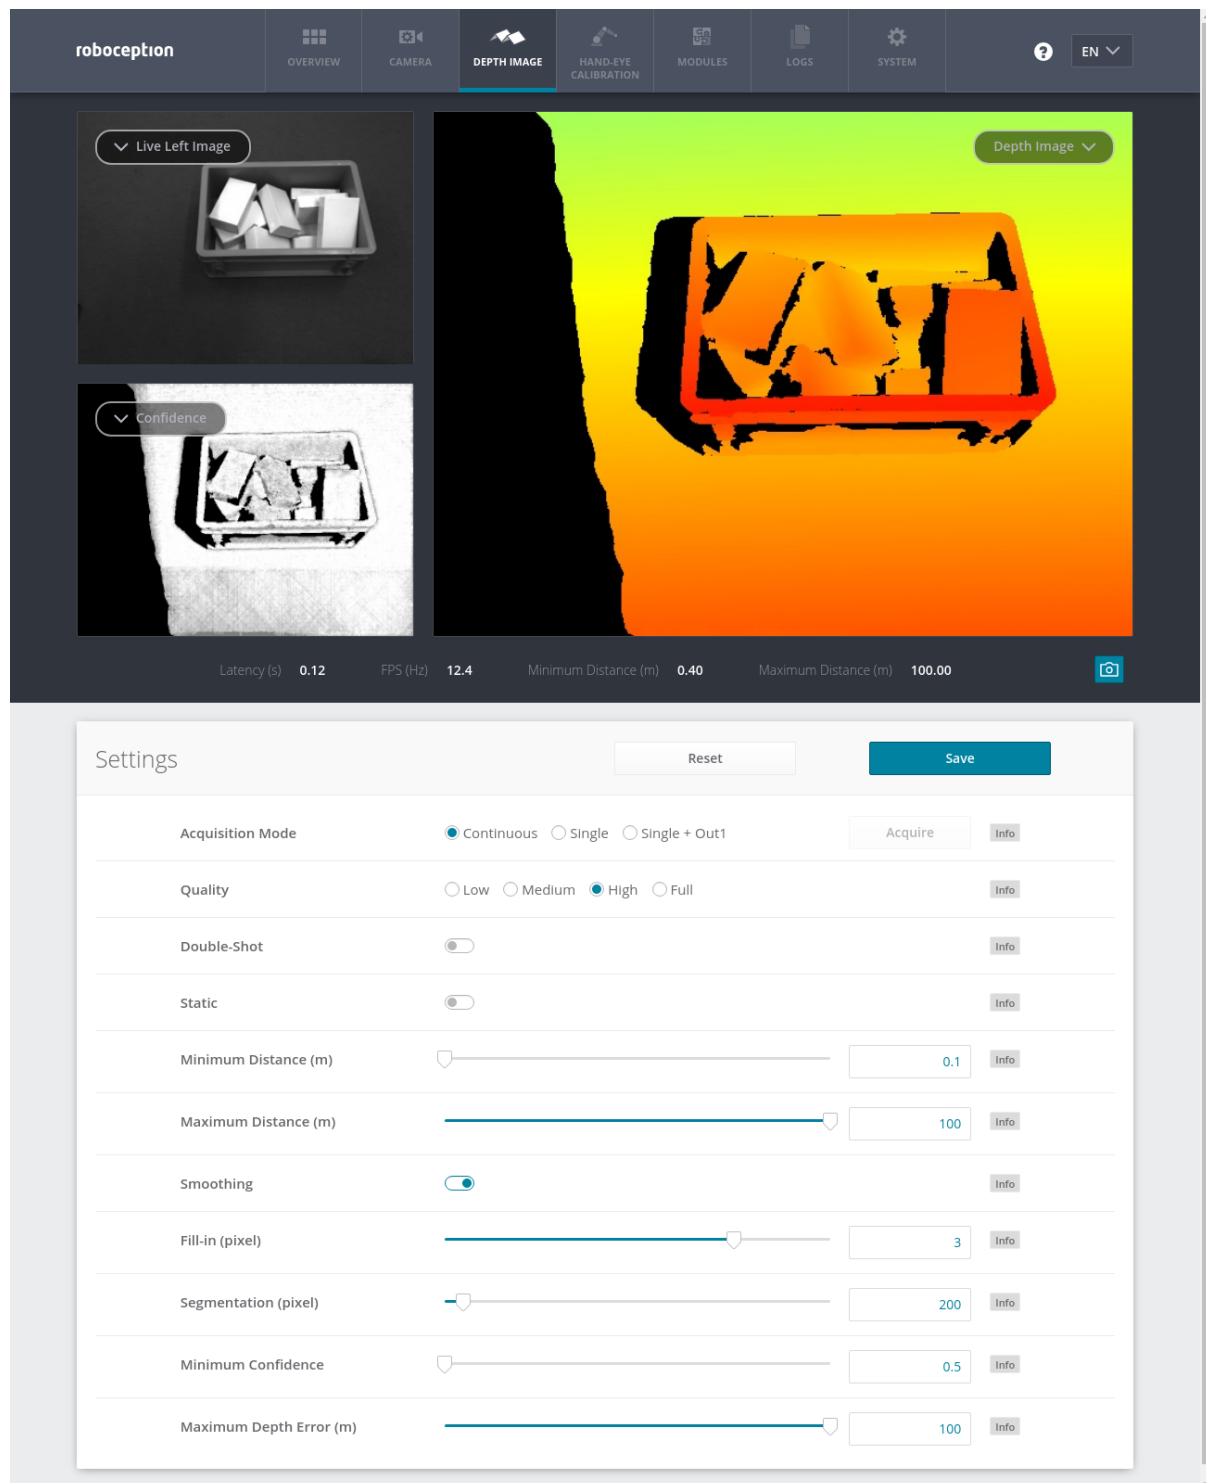 roboception
OVERVIEW
CAMERA
DEPTH IMAGE
HAND-EYE
CALIBRATION
MODULES
LOGS
SYSTEM
?
EN
Live Left Image
Depth Image
Confidence
Latency (s) 0.12 FPS (Hz) 12.4 Minimum Distance (m) 0.40 Maximum Distance (m) 100.00
Settings Reset Save
Acquisition Mode Continuous Single Single + Out1 Acquire Info
Quality Low Medium High Full Info
Double-Shot Info
Static Info
Minimum Distance (m) 0.1 Info
Maximum Distance (m) 100 Info
Smoothing Info
Fill-in (pixel) 3 Info
Segmentation (pixel) 200 Info
Minimum Confidence 0.5 Info
Maximum Depth Error (m) 100 Info